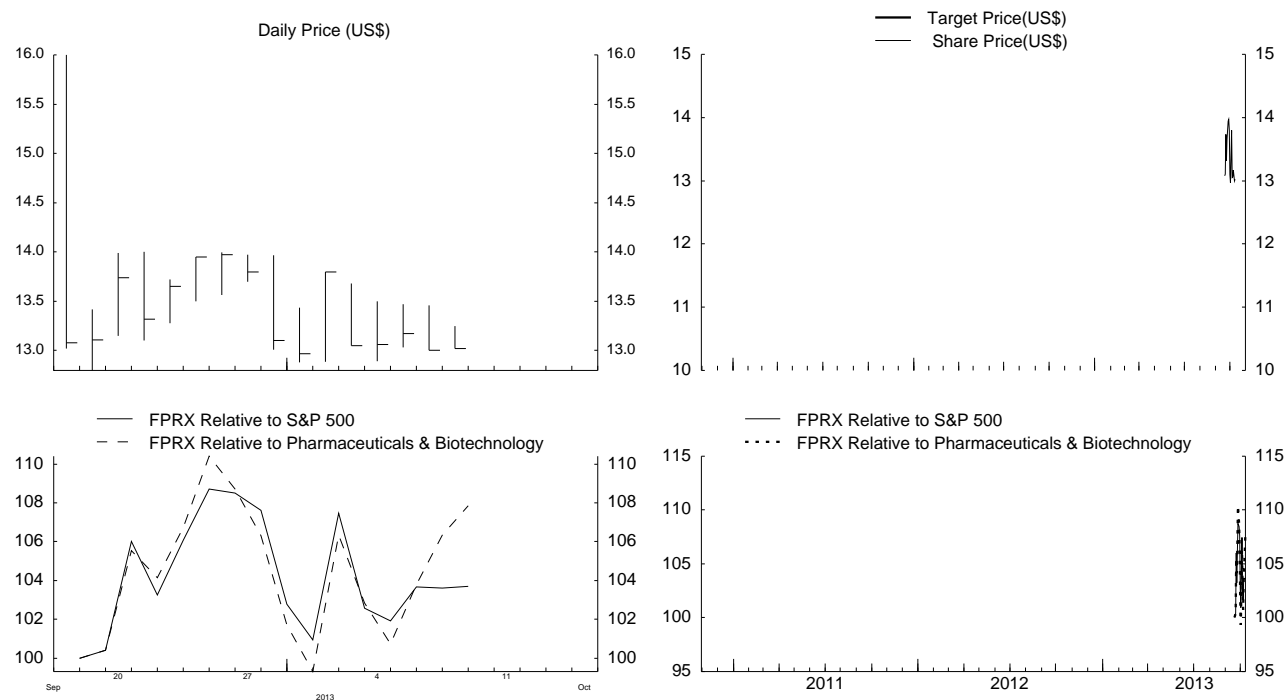 Daily Price (US$)
16.0 16.0
15.5 15.5
15.0 15.0
14.5 14.5
14.0 14.0
13.5 13.5
13.0 13.0
Target Price(US$)
Share Price(US$)
15 15
14 14
13 13
12 12
11 11
10 10
FPRX Relative to S&P 500
FPRX Relative to Pharmaceuticals & Biotechnology
110 110
108 108
106 106
104 104
102 102
100 100
20 27 4 11
Sep Oct
2013
FPRX Relative to S&P 500
FPRX Relative to Pharmaceuticals & Biotechnology
115 115
110 110
105 105
100 100
95 95
2011 2012 2013